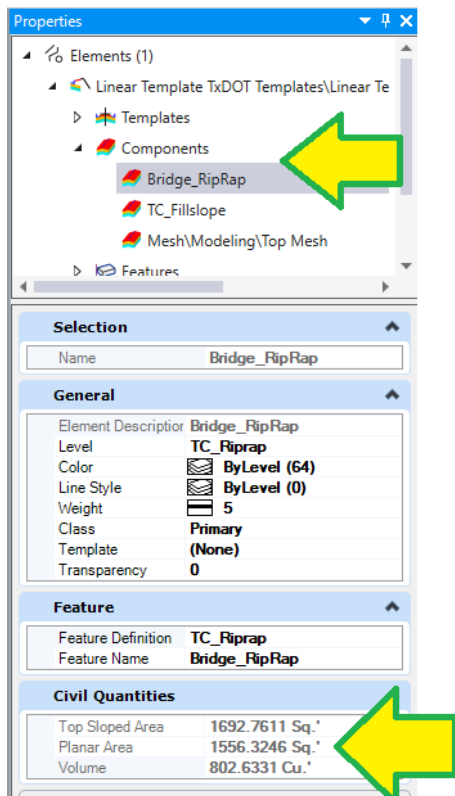 Properties
Elements (1)
Linear Template TxDOT Templates\Linear Te
Templates
Components
Bridge_RipRap
TC_Fillslope
Mesh\Modeling\Top Mesh
Features
Selection
Name Bridge_RipRap
General
Element Description Bridge_RipRap
Level TC_Riprap
Color ByLevel (64)
Line Style ByLevel (0)
Weight 5
Class Primary
Template (None)
Transparency 0
Feature
Feature Definition TC_Riprap
Feature Name Bridge_RipRap
Civil Quantities
Top Sloped Area 1692.7611 Sq.'
Planar Area 1556.3246 Sq.'
Volume 802.6331 Cu.'